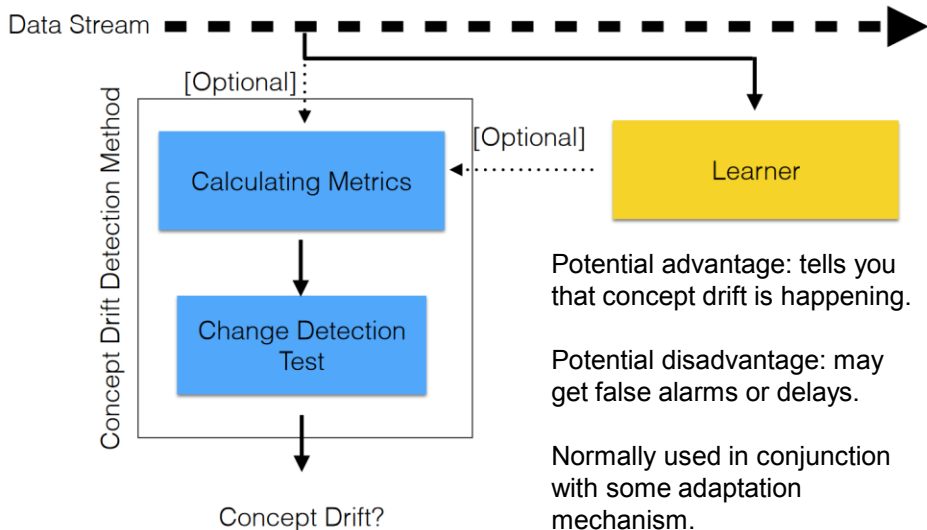 Data Stream
[Optional]
Concept Drift Detection Method
[Optional]
Calculating Metrics
Learner
Change Detection
Test
Concept Drift?
Potential advantage: tells you
that concept drift is happening.
Potential disadvantage: may
get false alarms or delays.
Normally used in conjunction
with some adaptation
mechanism.